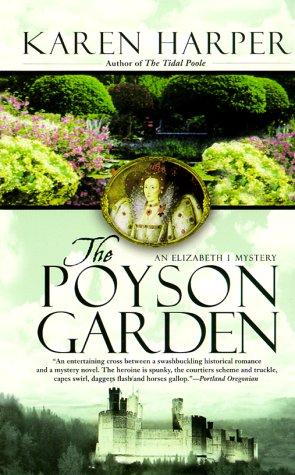 KAREN HARPER
Author of The Tidal Poole
The
AN ELIZABETH I MYSTERY
POYSON
GARDEN
"An entertaining cross between a swashbuckling historical romance
and a mystery novel. The heroine is spunky, the courtiers scheme and truckle,
capes swirl, daggers flash and horses gallop."—Portland Oregonian